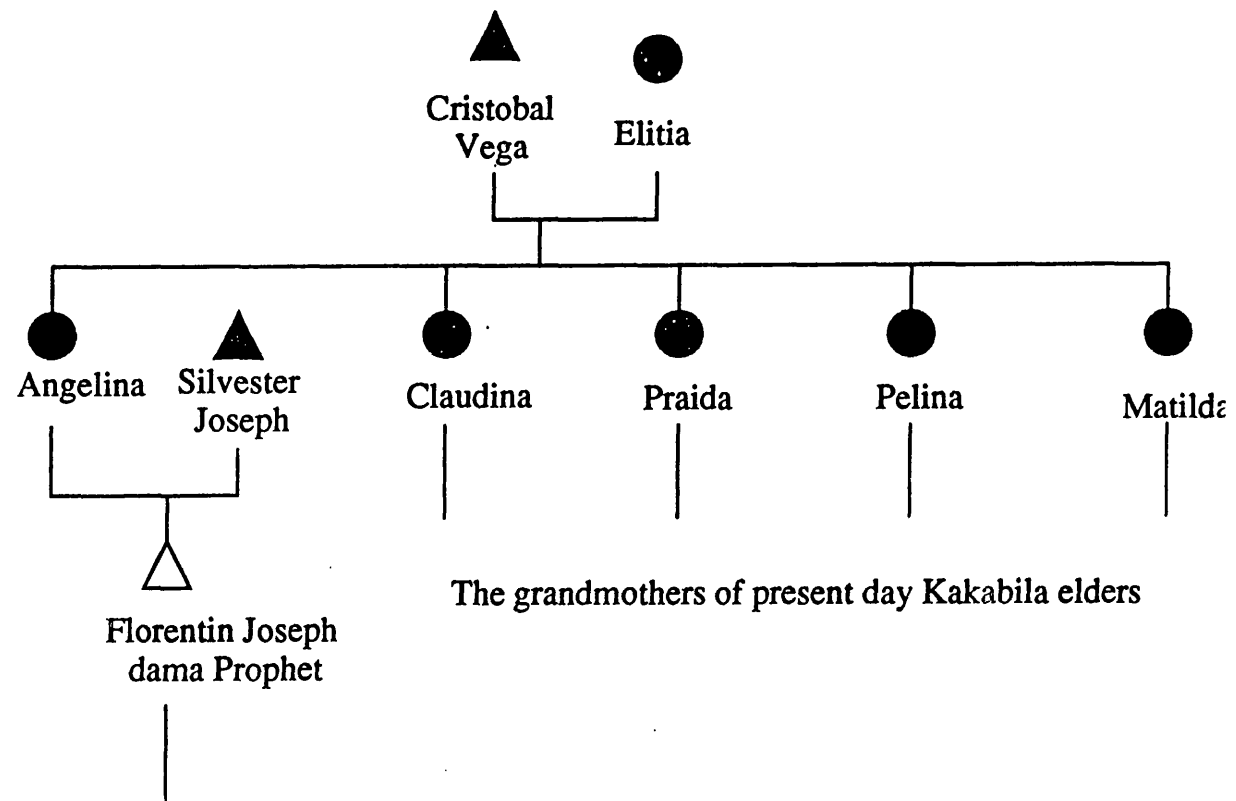 Cristobal
Vega
Elitia
Angelina
Silvester
Joseph
Claudina
Praida
Pelina
Matilda
The grandmothers of present day Kakabila elders
Florentin Joseph
dama Prophet